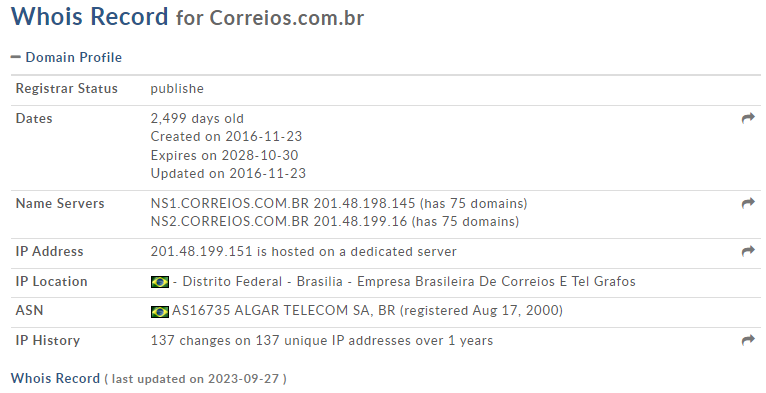 Whois Record for Correios.com.br
Domain Profile
Registrar Status publishe
Dates 2,499 days old
Created on 2016-11-23
Expires on 2028-10-30
Updated on 2016-11-23
Name Servers NS1.CORREIOS.COM.BR 201.48.198.145 (has 75 domains)
NS2.CORREIOS.COM.BR 201.48.199.16 (has 75 domains)
IP Address 201.48.199.151 is hosted on a dedicated server
IP Location - Distrito Federal - Brasilia - Empresa Brasileira De Correios E Tel Grafos
ASN AS16735 ALGAR TELECOM SA, BR (registered Aug 17, 2000)
IP History 137 changes on 137 unique IP addresses over 1 years
Whois Record ( last updated on 2023-09-27 )